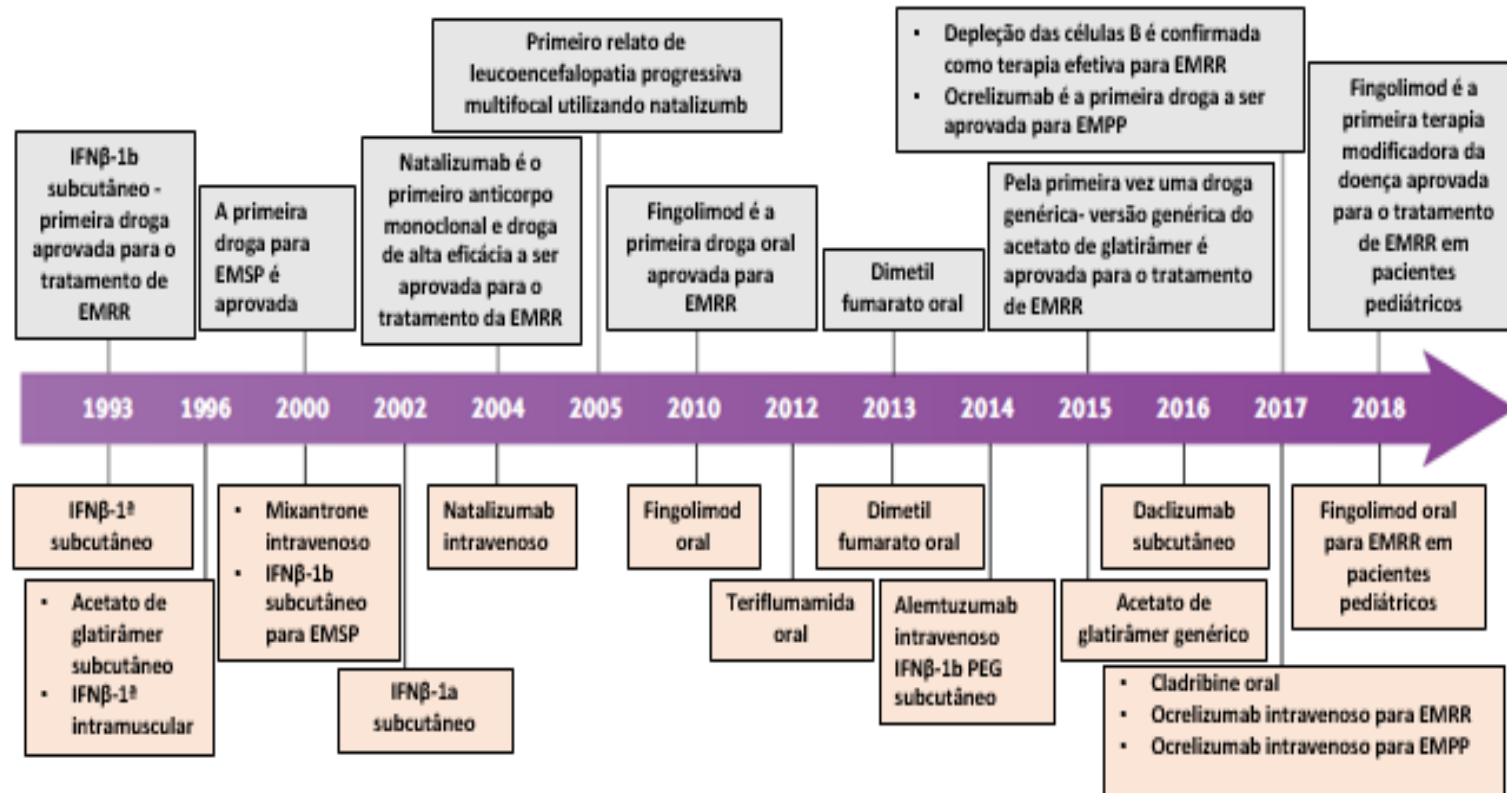 IFNβ-1b
subcutâneo -
primeira droga
aprovada para o
tratamento de
EMRR
A primeira
droga para
EMSP é
aprovada
Natalizumab é o
primeiro anticorpo
monoclonal e droga
de alta eficácia a ser
aprovada para o
tratamento da EMRR
Primeiro relato de
leucoencefalopatia progressiva
multifocal utilizando natalizumb
Fingolimod é a
primeira droga oral
aprovada para
EMRR
Dimetil
fumarato oral
Pela primeira vez uma droga
genérica- versão genérica do
acetato de glatirâmer é
aprovada para o tratamento
de EMRR
▪ Depleção das células B é confirmada
como terapia efetiva para EMRR
▪ Ocrelizumab é a primeira droga a ser
aprovada para EMPP
Fingolimod é a
primeira terapia
modificadora da
doença aprovada
para o tratamento
de EMRR em
pacientes
pediátricos
1993 1996 2000 2002 2004 2005 2010 2012 2013 2014 2015 2016 2017 2018
IFNβ-1ª
subcutâneo
▪ Acetato de
glatirâmer
subcutâneo
▪ IFNβ-1ª
intramuscular
▪ Mixantrone
intravenoso
▪ IFNβ-1b
subcutâneo
para EMSP
IFNβ-1a
subcutâneo
Natalizumab
intravenoso
Fingolimod
oral
Teriflumamida
oral
Dimetil
fumarato oral
Alemtuzumab
intravenoso
IFNβ-1b PEG
subcutâneo
Acetato de
glatirâmer genérico
Daclizumab
subcutâneo
▪ Cladribine oral
▪ Ocrelizumab intravenoso para EMRR
▪ Ocrelizumab intravenoso para EMPP
Fingolimod oral
para EMRR em
pacientes
pediátricos